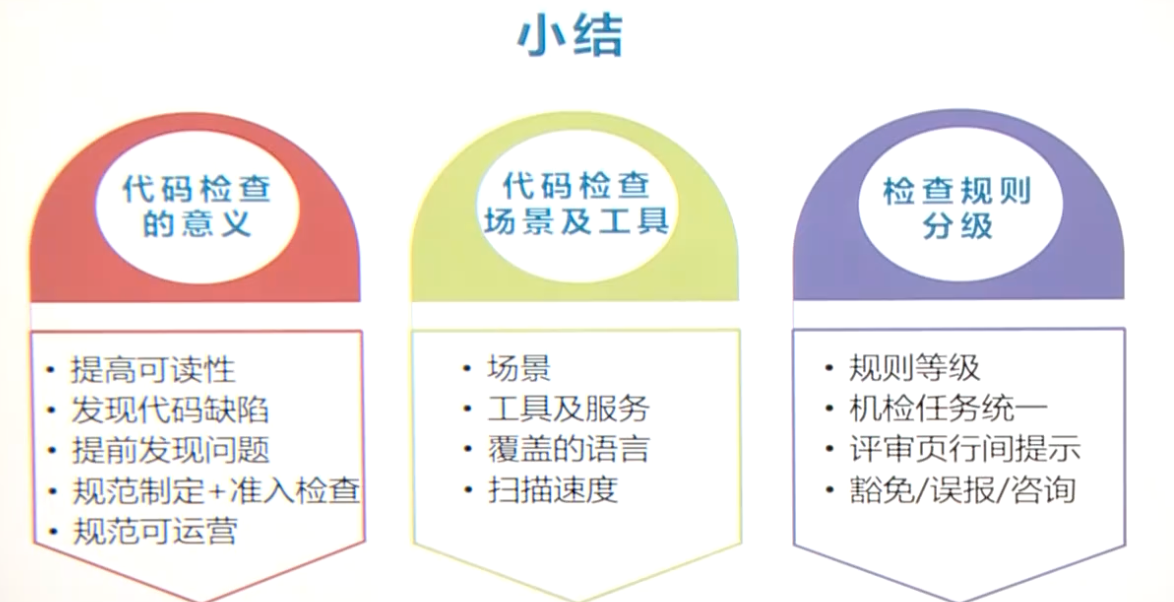 小结
代码检查
的意义
• 提高可读性
• 发现代码缺陷
• 提前发现问题
• 规范制定+准入检查
• 规范可运营
代码检查
场景及工具
• 场景
• 工具及服务
• 覆盖的语言
• 扫描速度
检查规则
分级
• 规则等级
• 机检任务统一
• 评审页行间提示
• 豁免/误报/咨询